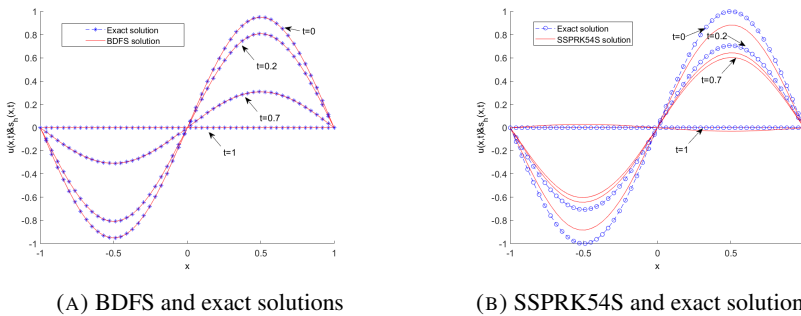 Exact solution
BDFS solution
t=0
t=0.2
t=0.7
t=1
1
0.8
0.6
0.4
0.2
0
-0.2
-0.4
-0.6
-0.8
-1
u(x,t)&s_h(x,t)
-1 -0.5 0 0.5 1
x
Exact solution
SSPRK54S solution
t=0
t=0.2
t=0.7
t=1
1
0.8
0.6
0.4
0.2
0
-0.2
-0.4
-0.6
-0.8
-1
u(x,t)&s_h(x,t)
-1 -0.5 0 0.5
x
(A) BDFS and exact solutions
(B) SSPRK54S and exact solution